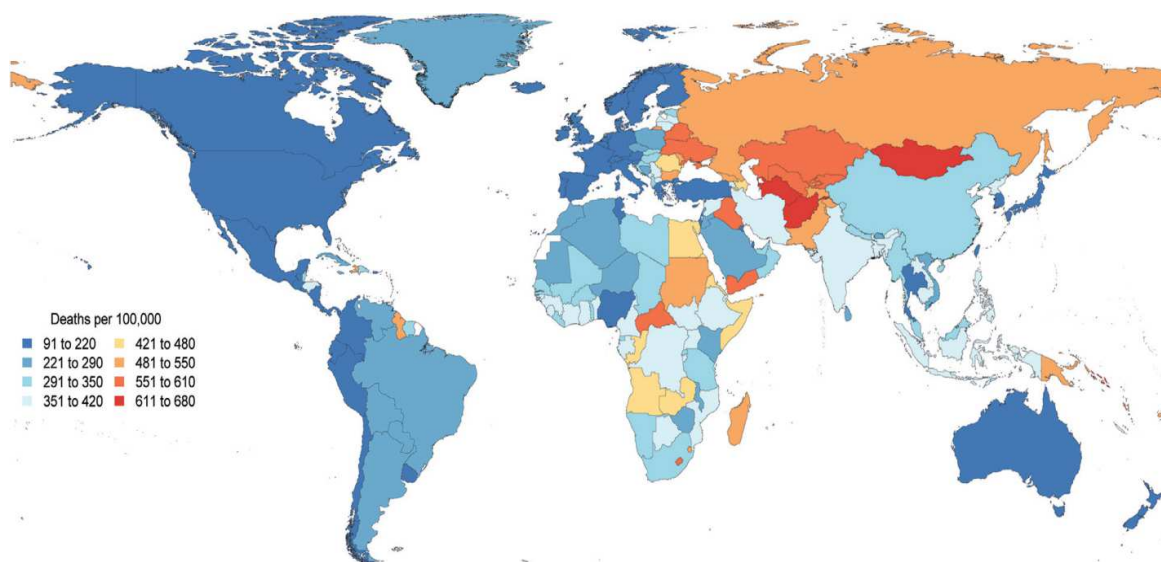 Deaths per 100,000
91 to 220
221 to 290
291 to 350
351 to 420
421 to 480
481 to 550
551 to 610
611 to 680